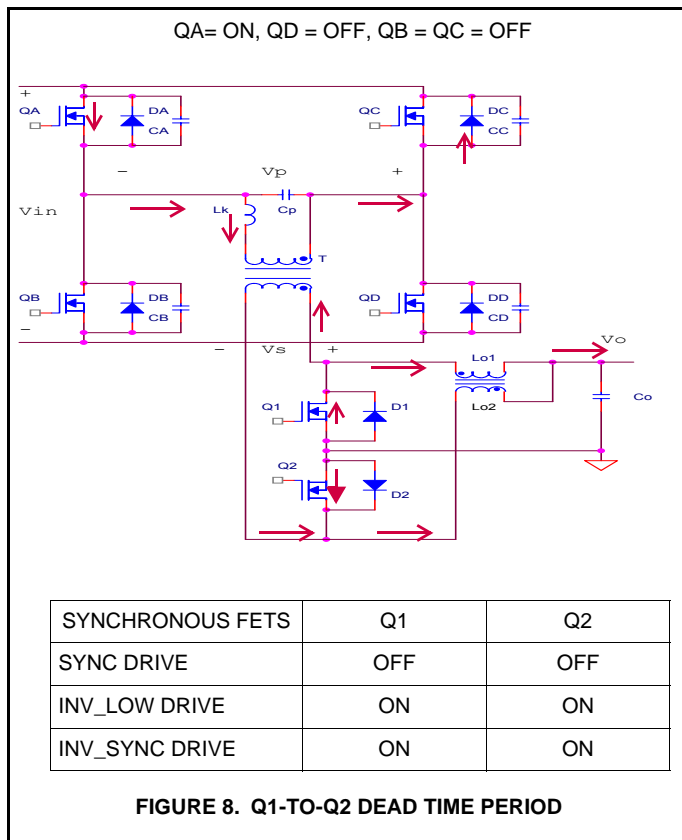 QA= ON, QD = OFF, QB = QC = OFF
+
QA
DA
CA
QC
DC
CC
- Vp +
Vin
Lk
Cp
T
QB
DB
CB
QD
DD
CD
-
- Vs +
Vo
Lo1
Lo2
Co
Q1
D1
Q2
D2
SYNCHRONOUS FETS Q1 Q2
SYNC DRIVE OFF OFF
INV_LOW DRIVE ON ON
INV_SYNC DRIVE ON ON
FIGURE 8. Q1-TO-Q2 DEAD TIME PERIOD